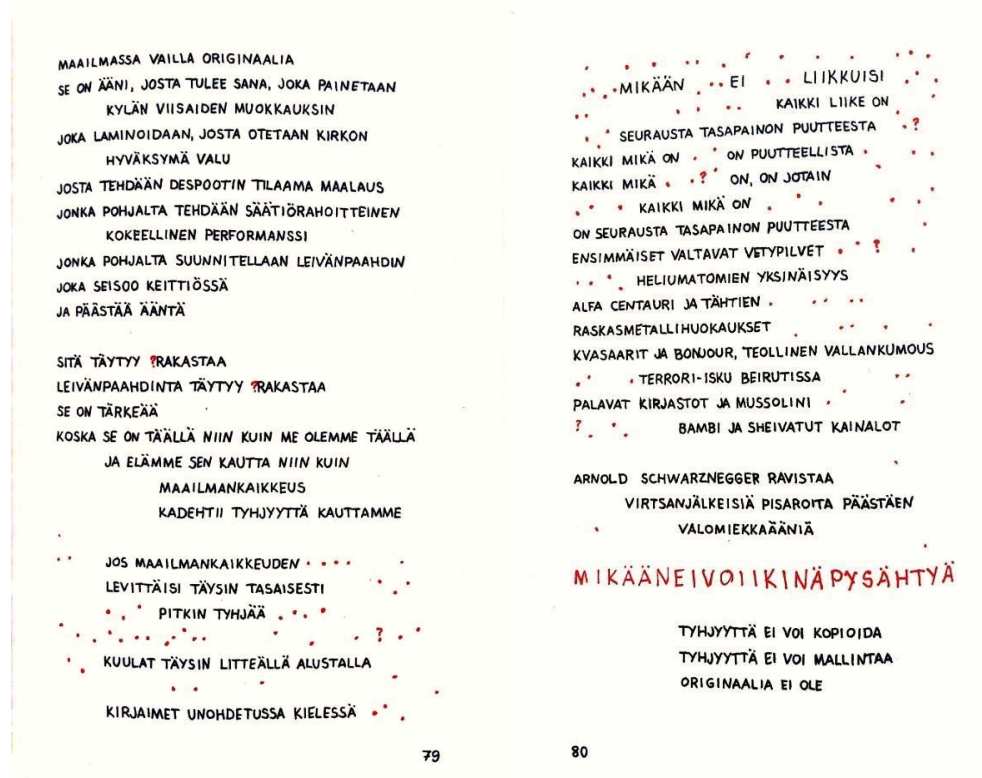 MAAILMASSA VAILLA ORIGINAALIA
SE ON ÄÄNI, JOSTA TULEE SANA, JOKA PAINETAAN
KYLÄN VIISAIDEN MUOKKAUKSIN
JOKA LAMINOIDAAN, JOSTA OTETAAN KIRKON
HYVÄKSYMÄ VALU
JOSTA TEHDÄÄN DESPOOTIN TILAAMA MAALAUS
JONKA POHJALTA TEHDÄÄN SÄÄTIÖRAHOITTEINEN
KOKEELLINEN PERFORMANSSI
JONKA POHJALTA SUUNNITELLAAN LEIVÄNPAAHDIN
JOKA SEISOO KEITTIÖSSÄ
JA PÄÄSTÄÄ ÄÄNTÄ
SITÄ TÄYTYY ?RAKASTAA
LEIVÄNPAAHDINTA TÄYTYY ?RAKASTAA
SE ON TÄRKEÄÄ
KOSKA SE ON TÄÄLLÄ NIIN KUIN ME OLEMME TÄÄLLÄ
JA ELÄMME SEN KAUTTA NIIN KUIN
MAAILMANKAIKKEUS
KADEHTII TYHJYYTTÄ KAUTTAMME
JOS MAAILMANKAIKKEUDEN
LEVITTÄISI TÄYSIN TASAISESTI
PITKIN TYHJÄÄ
?
KUULAT TÄYSIN LITTEÄLLÄ ALUSTALLA
KIRJAIMET UNOHDETUSSA KIELESSÄ
79
MIKÄÄN EI LIIKKUISI
KAIKKI LIIKE ON
SEURAUSTA TASAPAINON PUUTTEESTA ?
KAIKKI MIKÄ ON ON PUUTTEELLISTA
KAIKKI MIKÄ ? ON, ON JOTAIN
KAIKKI MIKÄ ON
ON SEURAUSTA TASAPAINON PUUTTEESTA
ENSIMMÄISET VALTAVAT VETYPILVET ?
HELIUMATOMIEN YKSINÄISYYS
ALFA CENTAURI JA TÄHTIEN
RASKASMETALLIHUOKAUKSET
KVASAARIT JA BONJOUR, TEOLLINEN VALLANKUMOUS
TERRORI-ISKU BEIRUTISSA
PALAVAT KIRJASTOT JA MUSSOLINI
? BAMBI JA SHEIVATUT KAINALOT
ARNOLD SCHWARZNEGGER RAVISTAA
VIRTSANJÄLKEISIÄ PISAROITA PÄÄSTÄEN
VALOMIEKKAÄÄNIÄ
MIKÄÄNEIVOIIKINÄPYSÄHTYÄ
TYHJYYTTÄ EI VOI KOPIOIDA
TYHJYYTTÄ EI VOI MALLINTAA
ORIGINAALIA EI OLE
80